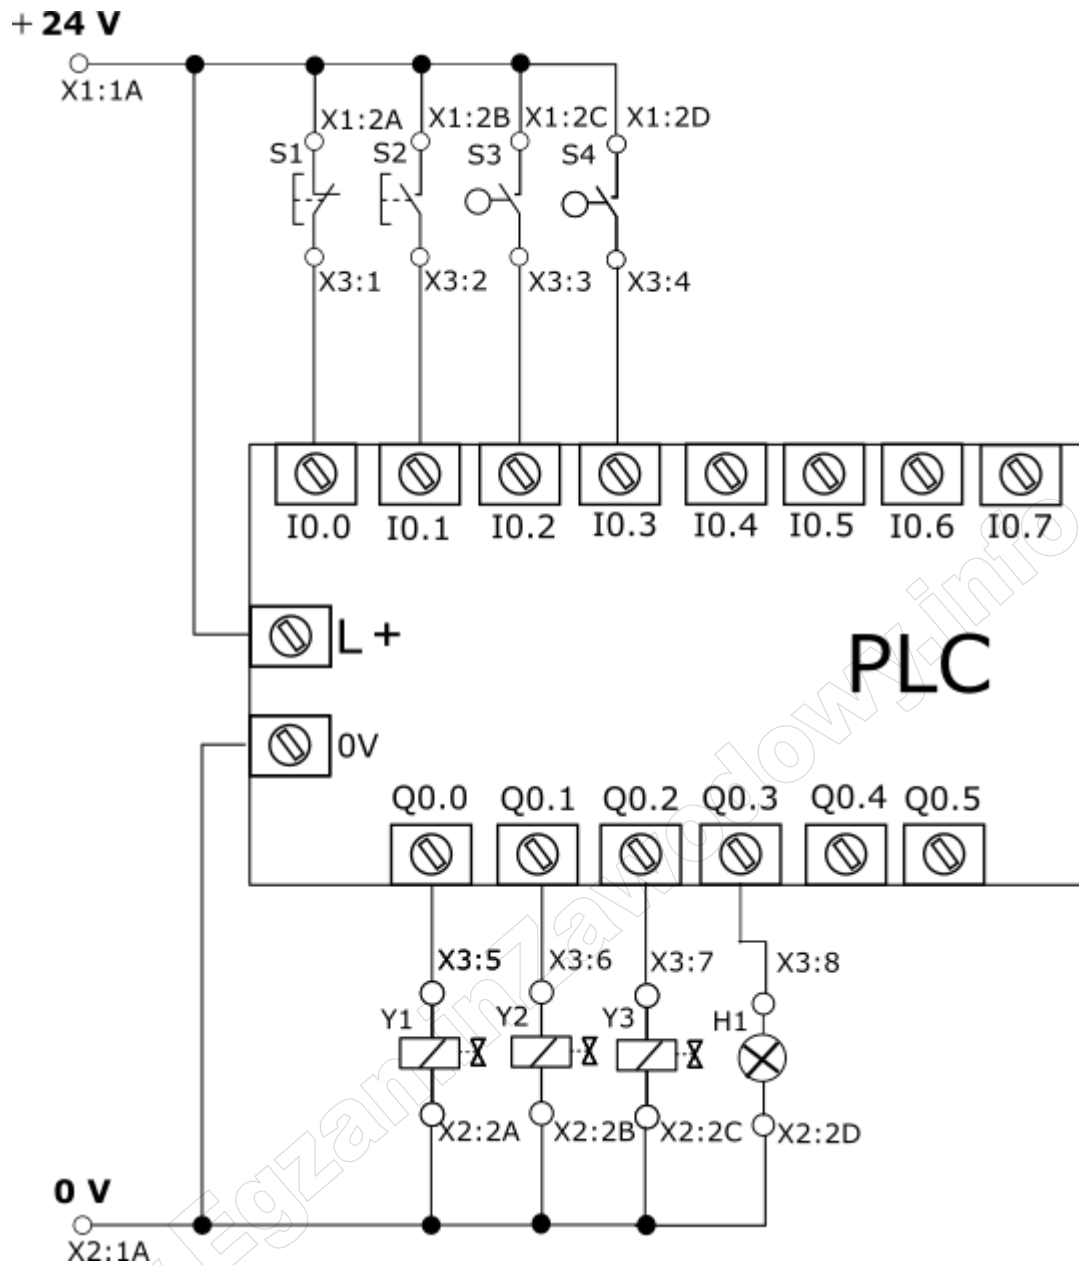 + 24 V
X1:1A
X1:2A X1:2B X1:2C X1:2D
S1 S2 S3 S4
X3:1 X3:2 X3:3 X3:4
I0.0 I0.1 I0.2 I0.3 I0.4 I0.5 I0.6 I0.7
L +
PLC
0V
Q0.0 Q0.1 Q0.2 Q0.3 Q0.4 Q0.5
X3:5 X3:6 X3:7 X3:8
Y1 Y2 Y3 H1
X2:2A X2:2B X2:2C X2:2D
0 V
X2:1A
EgzaminZawodowy.info